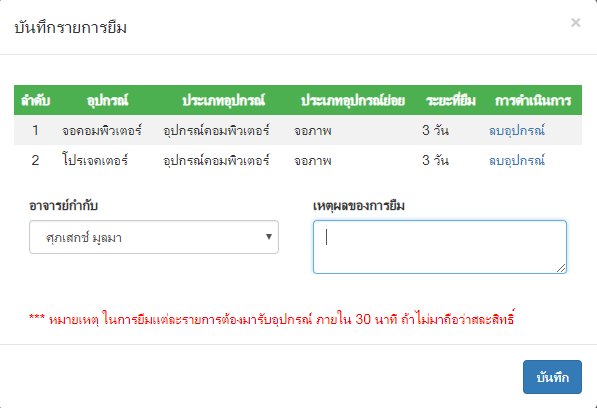 บันทึกรายการยืม ×
ลำดับ อุปกรณ์ ประเภทอุปกรณ์ ประเภทอุปกรณ์ย่อย ระยะที่ยืม การดำเนินการ
1 จอคอมพิวเตอร์ อุปกรณ์คอมพิวเตอร์ จอภาพ 3 วัน ลบอุปกรณ์
2 โปรเจคเตอร์ อุปกรณ์คอมพิวเตอร์ จอภาพ 3 วัน ลบอุปกรณ์
อาจารย์กำกับ เหตุผลของการยืม
ศุภเสกช์ มุลมา
*** หมายเหตุ ในการยืมแต่ละรายการต้องมารับอุปกรณ์ ภายใน 30 นาที ถ้าไม่มาถือว่าสละสิทธิ์
บันทึก